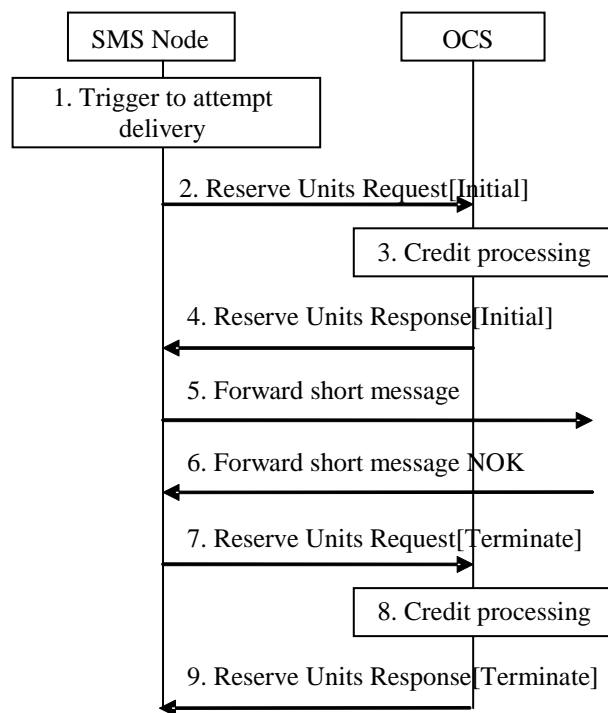 SMS Node
OCS
1. Trigger to attempt
delivery
2. Reserve Units Request[Initial]
3. Credit processing
4. Reserve Units Response[Initial]
5. Forward short message
6. Forward short message NOK
7. Reserve Units Request[Terminate]
8. Credit processing
9. Reserve Units Response[Terminate]